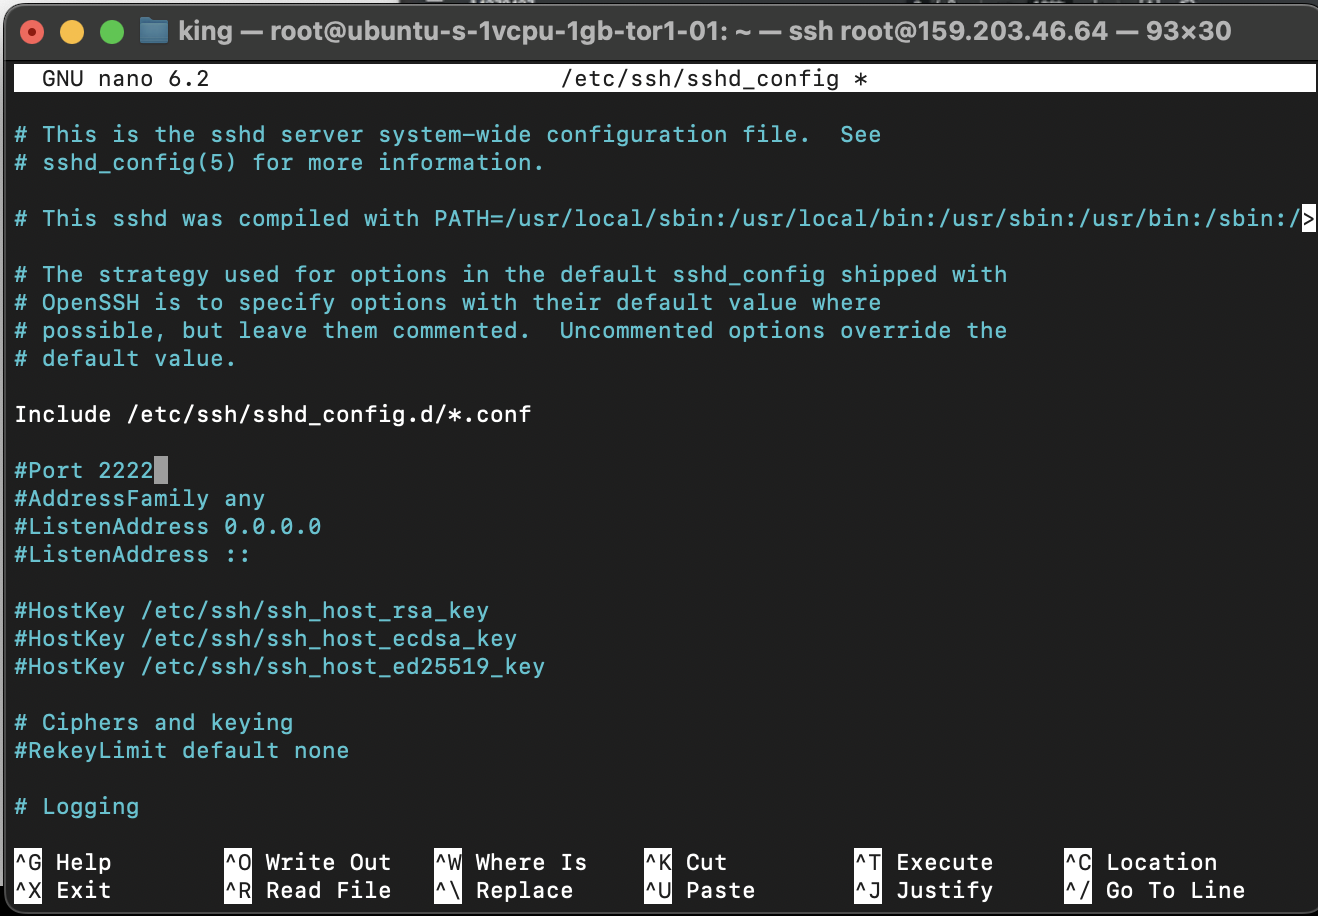 king — root@ubuntu-s-1vcpu-1gb-tor1-01: ~ — ssh root@159.203.46.64 — 93×30
GNU nano 6.2 /etc/ssh/sshd_config *
# This is the sshd server system-wide configuration file.  See
# sshd_config(5) for more information.
# This sshd was compiled with PATH=/usr/local/sbin:/usr/local/bin:/usr/sbin:/usr/bin:/sbin:/>
# The strategy used for options in the default sshd_config shipped with
# OpenSSH is to specify options with their default value where
# possible, but leave them commented.  Uncommented options override the
# default value.
Include /etc/ssh/sshd_config.d/*.conf
#Port 2222
#AddressFamily any
#ListenAddress 0.0.0.0
#ListenAddress ::
#HostKey /etc/ssh/ssh_host_rsa_key
#HostKey /etc/ssh/ssh_host_ecdsa_key
#HostKey /etc/ssh/ssh_host_ed25519_key
# Ciphers and keying
#RekeyLimit default none
# Logging
^G Help ^O Write Out ^W Where Is ^K Cut ^T Execute ^C Location
^X Exit ^R Read File ^\ Replace ^U Paste ^J Justify ^/ Go To Line